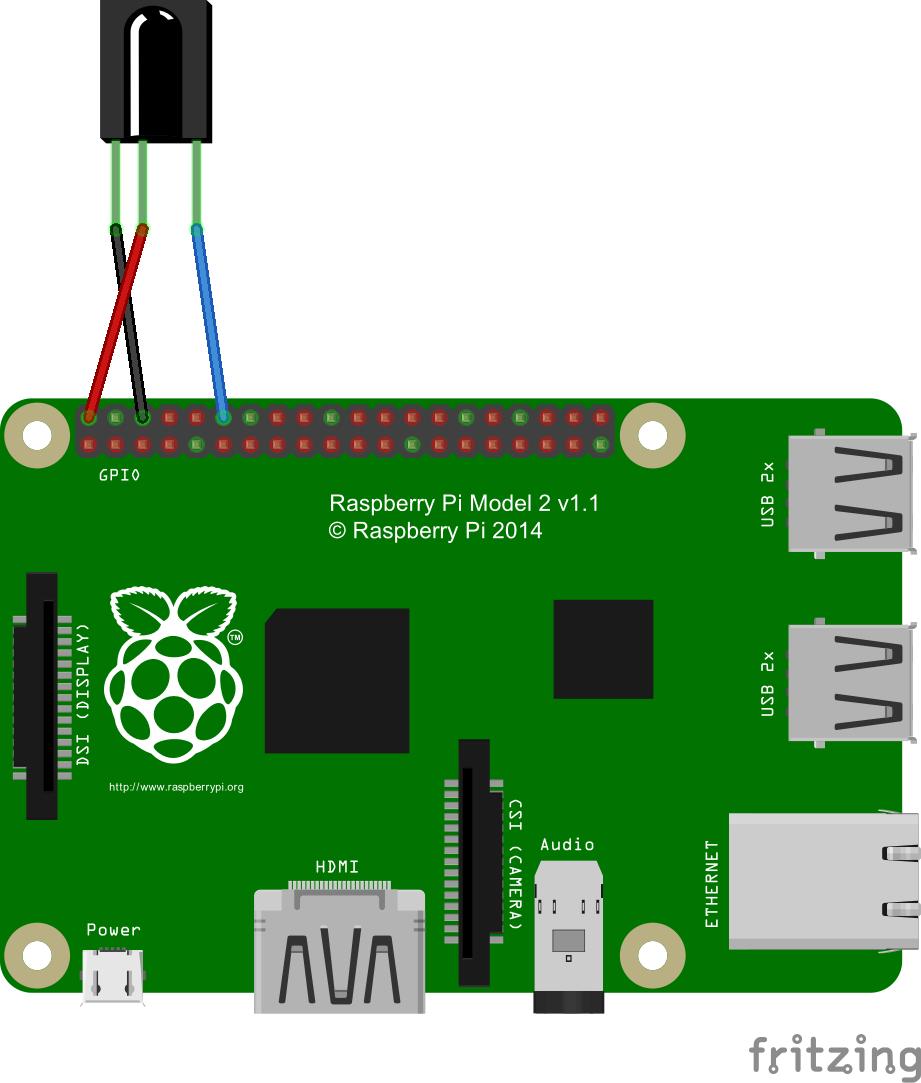 GPIO
Raspberry Pi Model 2 v1.1
© Raspberry Pi 2014
USB 2x
DSI (DISPLAY)
TM
USB 2x
http://www.raspberrypi.org
CSI (CAMERA)
Audio
ETHERNET
HDMI
Power
fritzing